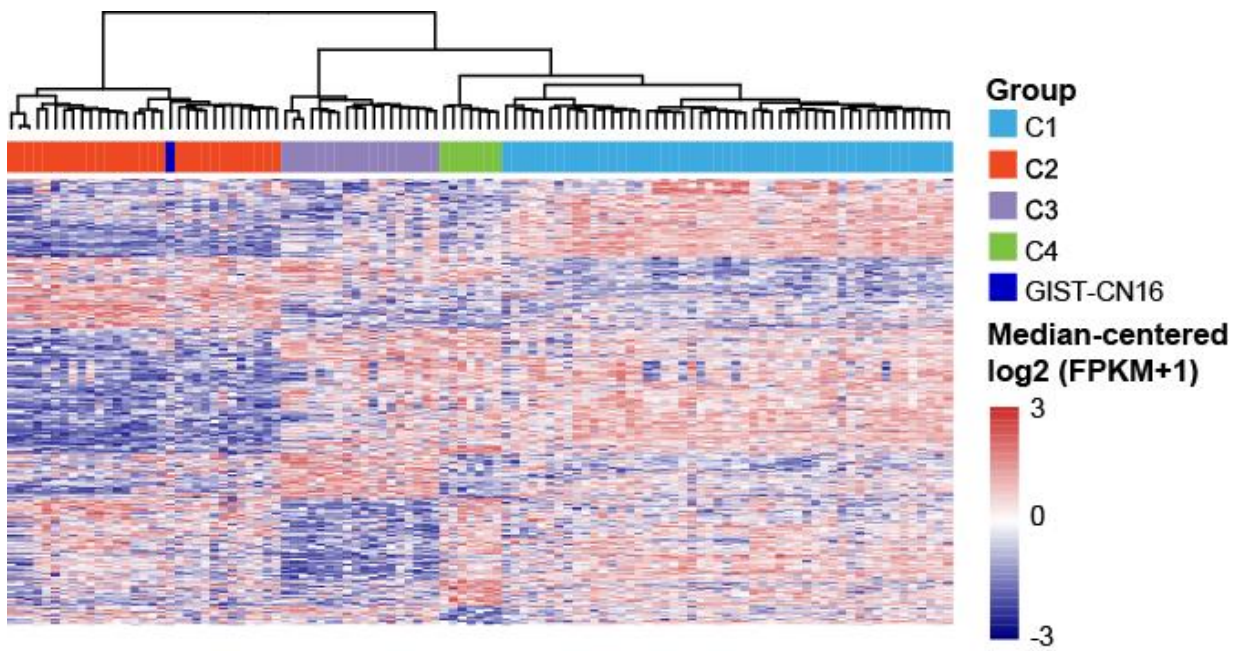 Group
C1
C2
C3
C4
GIST-CN16
Median-centered
log2 (FPKM+1)
3
0
-3